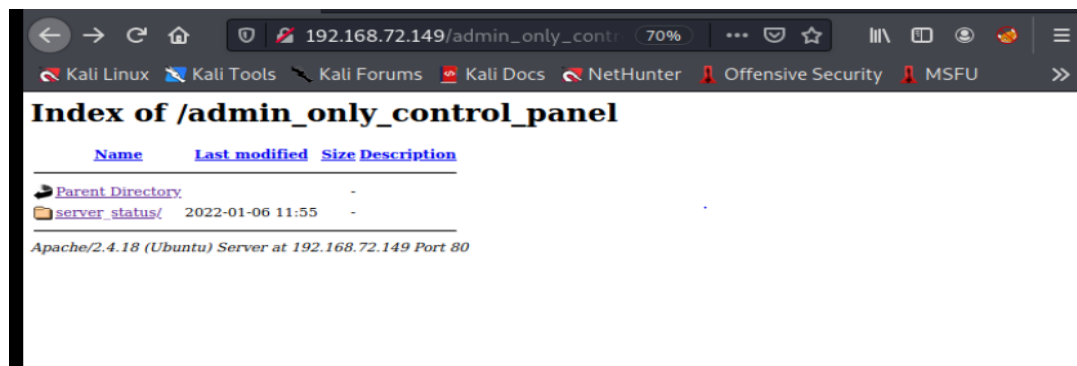 192.168.72.149/admin_only_contr 70%
Kali Linux Kali Tools Kali Forums Kali Docs NetHunter Offensive Security MSFU
Index of /admin_only_control_panel
Name Last modified Size Description
Parent Directory -
server_status/ 2022-01-06 11:55 -
Apache/2.4.18 (Ubuntu) Server at 192.168.72.149 Port 80